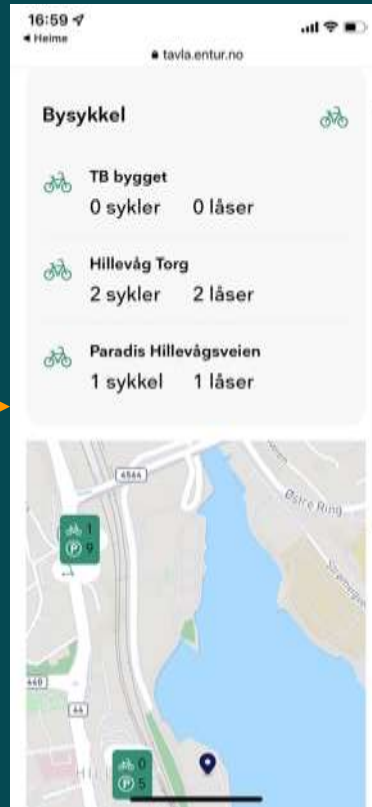 16:59
Heime
tavla.entur.no
Bysykkel
TB bygget
0 sykler 0 låser
Hillevåg Torg
2 sykler 2 låser
Paradis Hillevågsveien
1 sykkel 1 låser
4564
Østre Ring
1
P 9
440
44
0
P 5